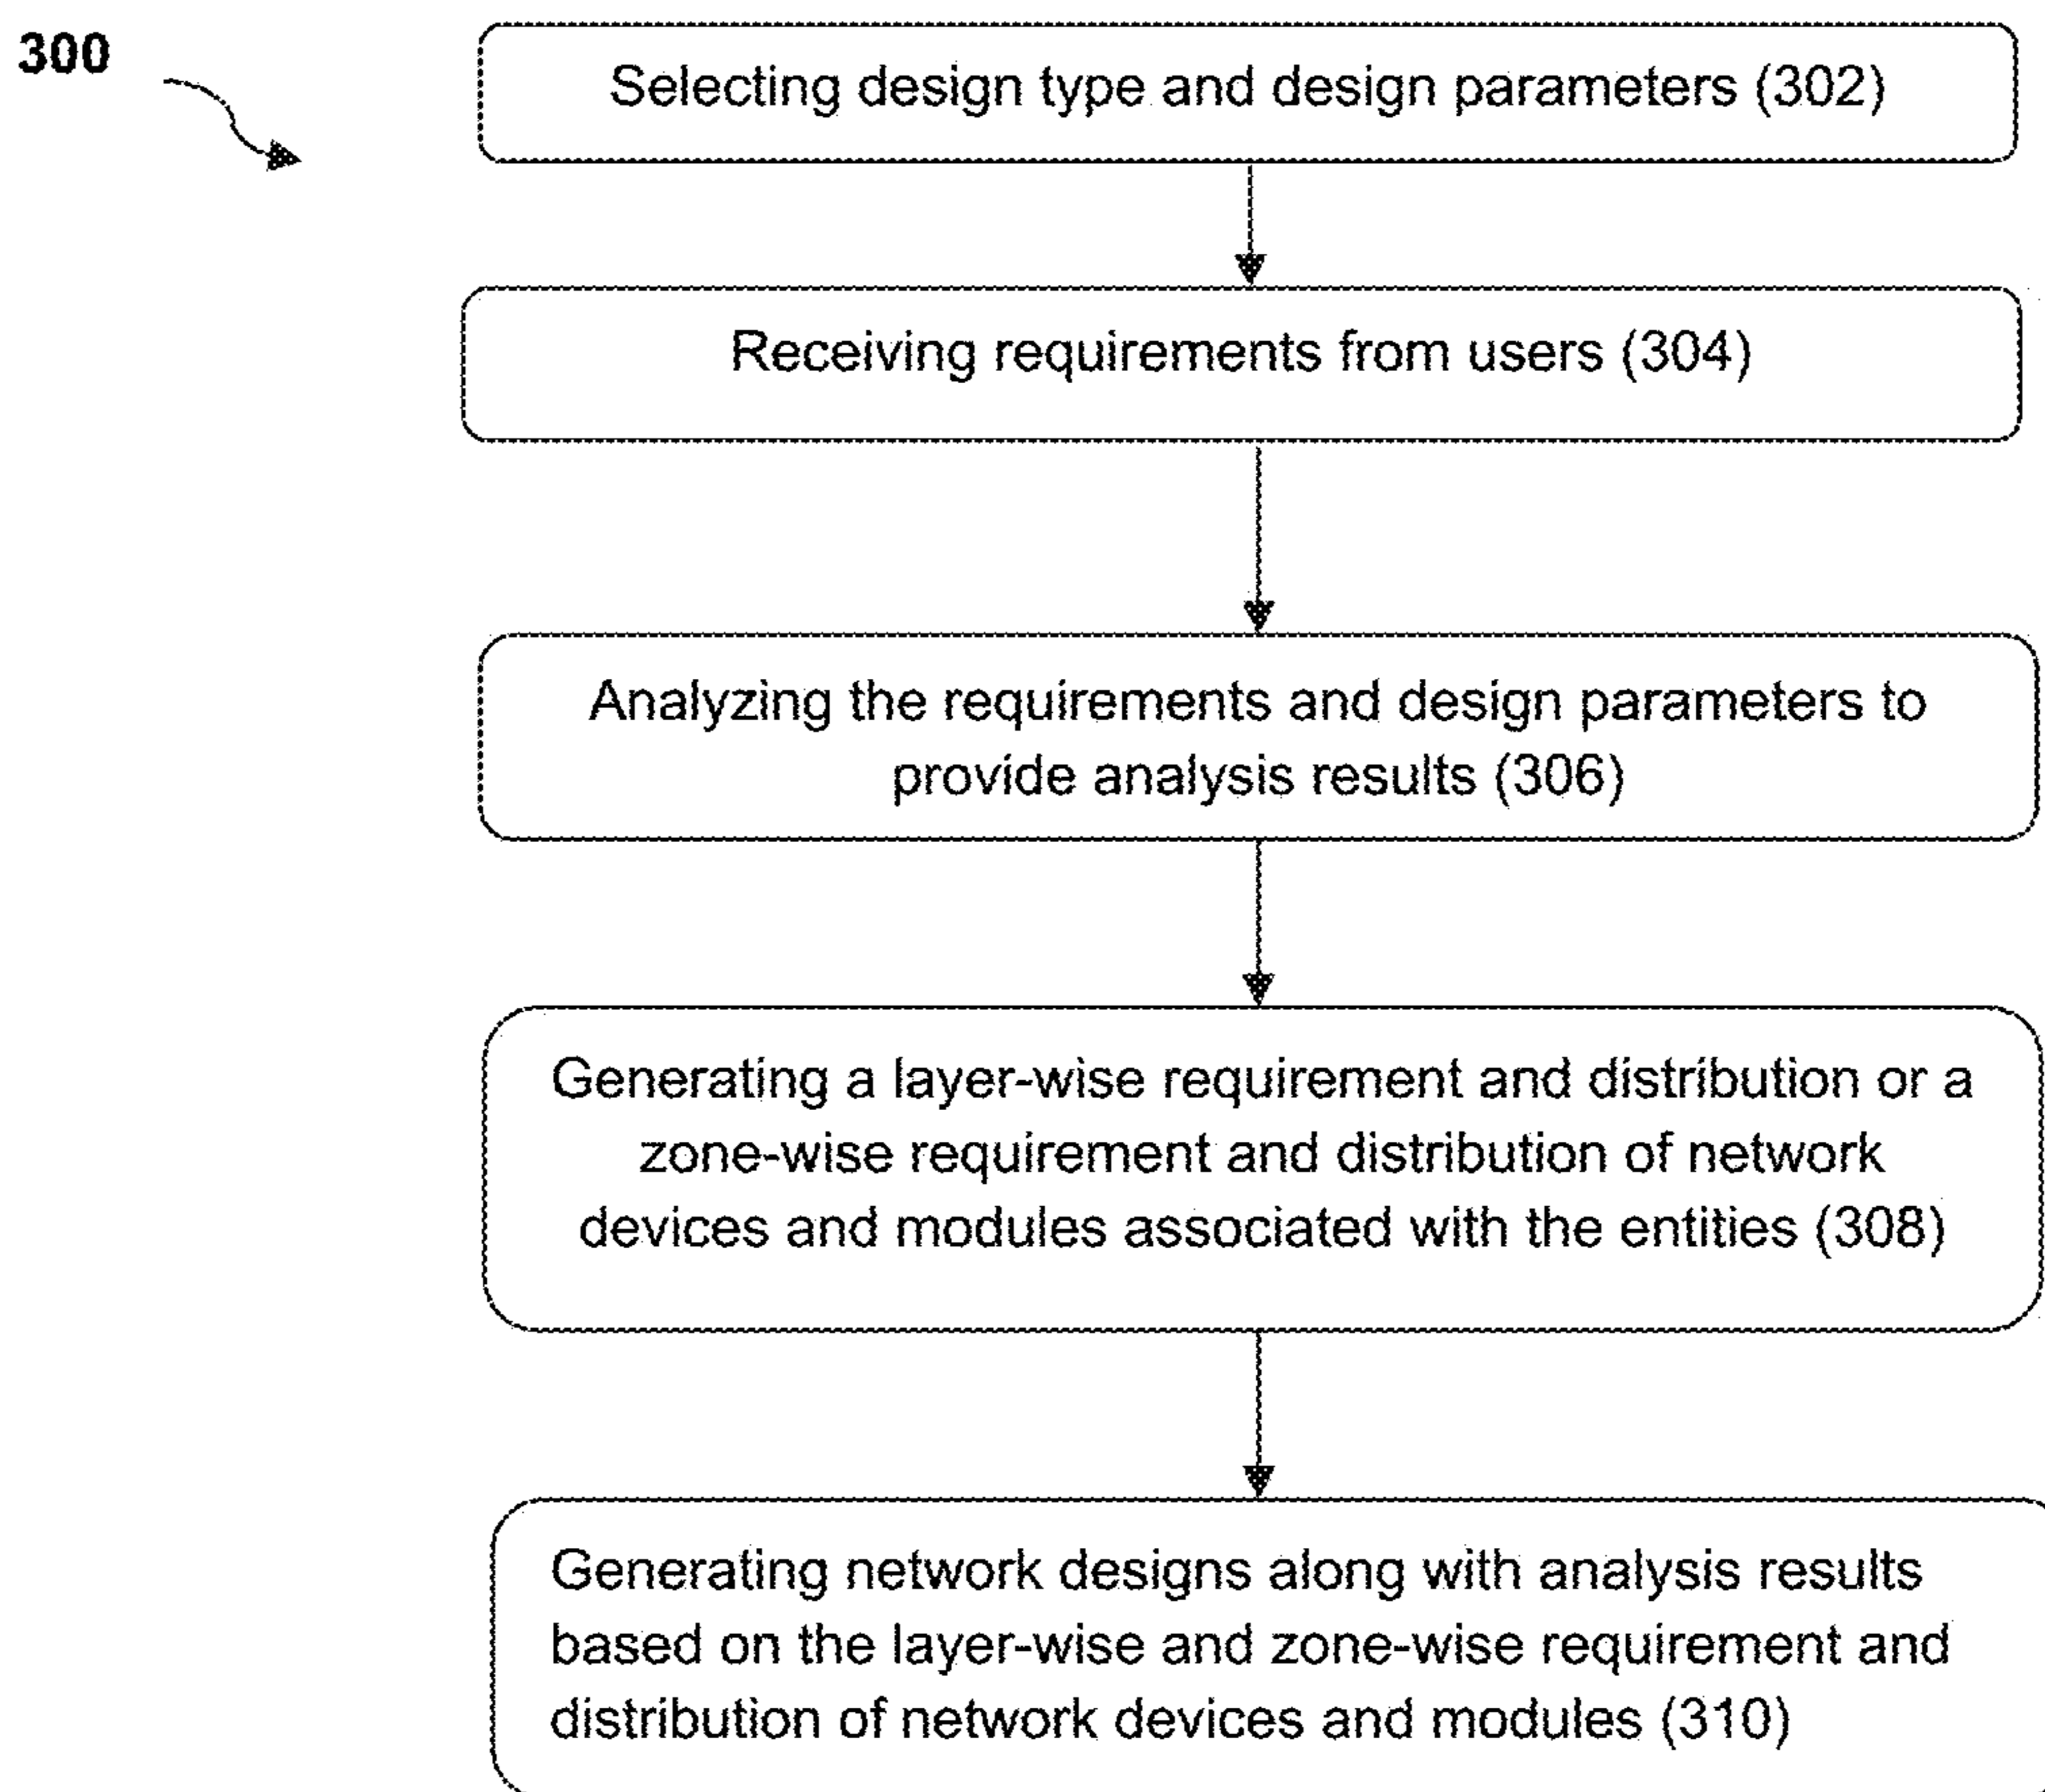 300
Selecting design type and design parameters (302)
Receiving requirements from users (304)
Analyzing the requirements and design parameters to
provide analysis results (306)
Generating a layer-wise requirement and distribution or a
zone-wise requirement and distribution of network
devices and modules associated with the entities (308)
Generating network designs along with analysis results
based on the layer-wise and zone-wise requirement and
distribution of network devices and modules (310)